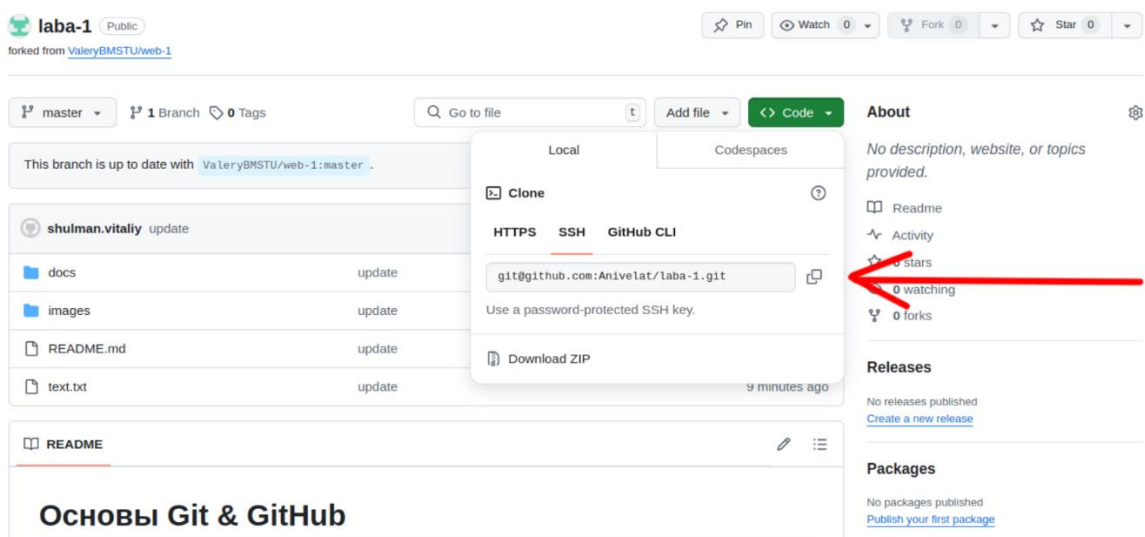 laba-1 Public
Pin Watch 0 Fork 0 Star 0
forked from ValeryBMSTU/web-1
master 1 Branch 0 Tags
Go to file t Add file <> Code
This branch is up to date with ValeryBMSTU/web-1:master.
Local Codespaces
Clone
HTTPS SSH GitHub CLI
git@github.com:Anivelat/laba-1.git
Use a password-protected SSH key.
Download ZIP
shulman.vitaliy update
docs update
images update
README.md update
text.txt update 9 minutes ago
README
Основы Git & GitHub
About
No description, website, or topics
provided.
Readme
Activity
0 stars
0 watching
0 forks
Releases
No releases published
Create a new release
Packages
No packages published
Publish your first package